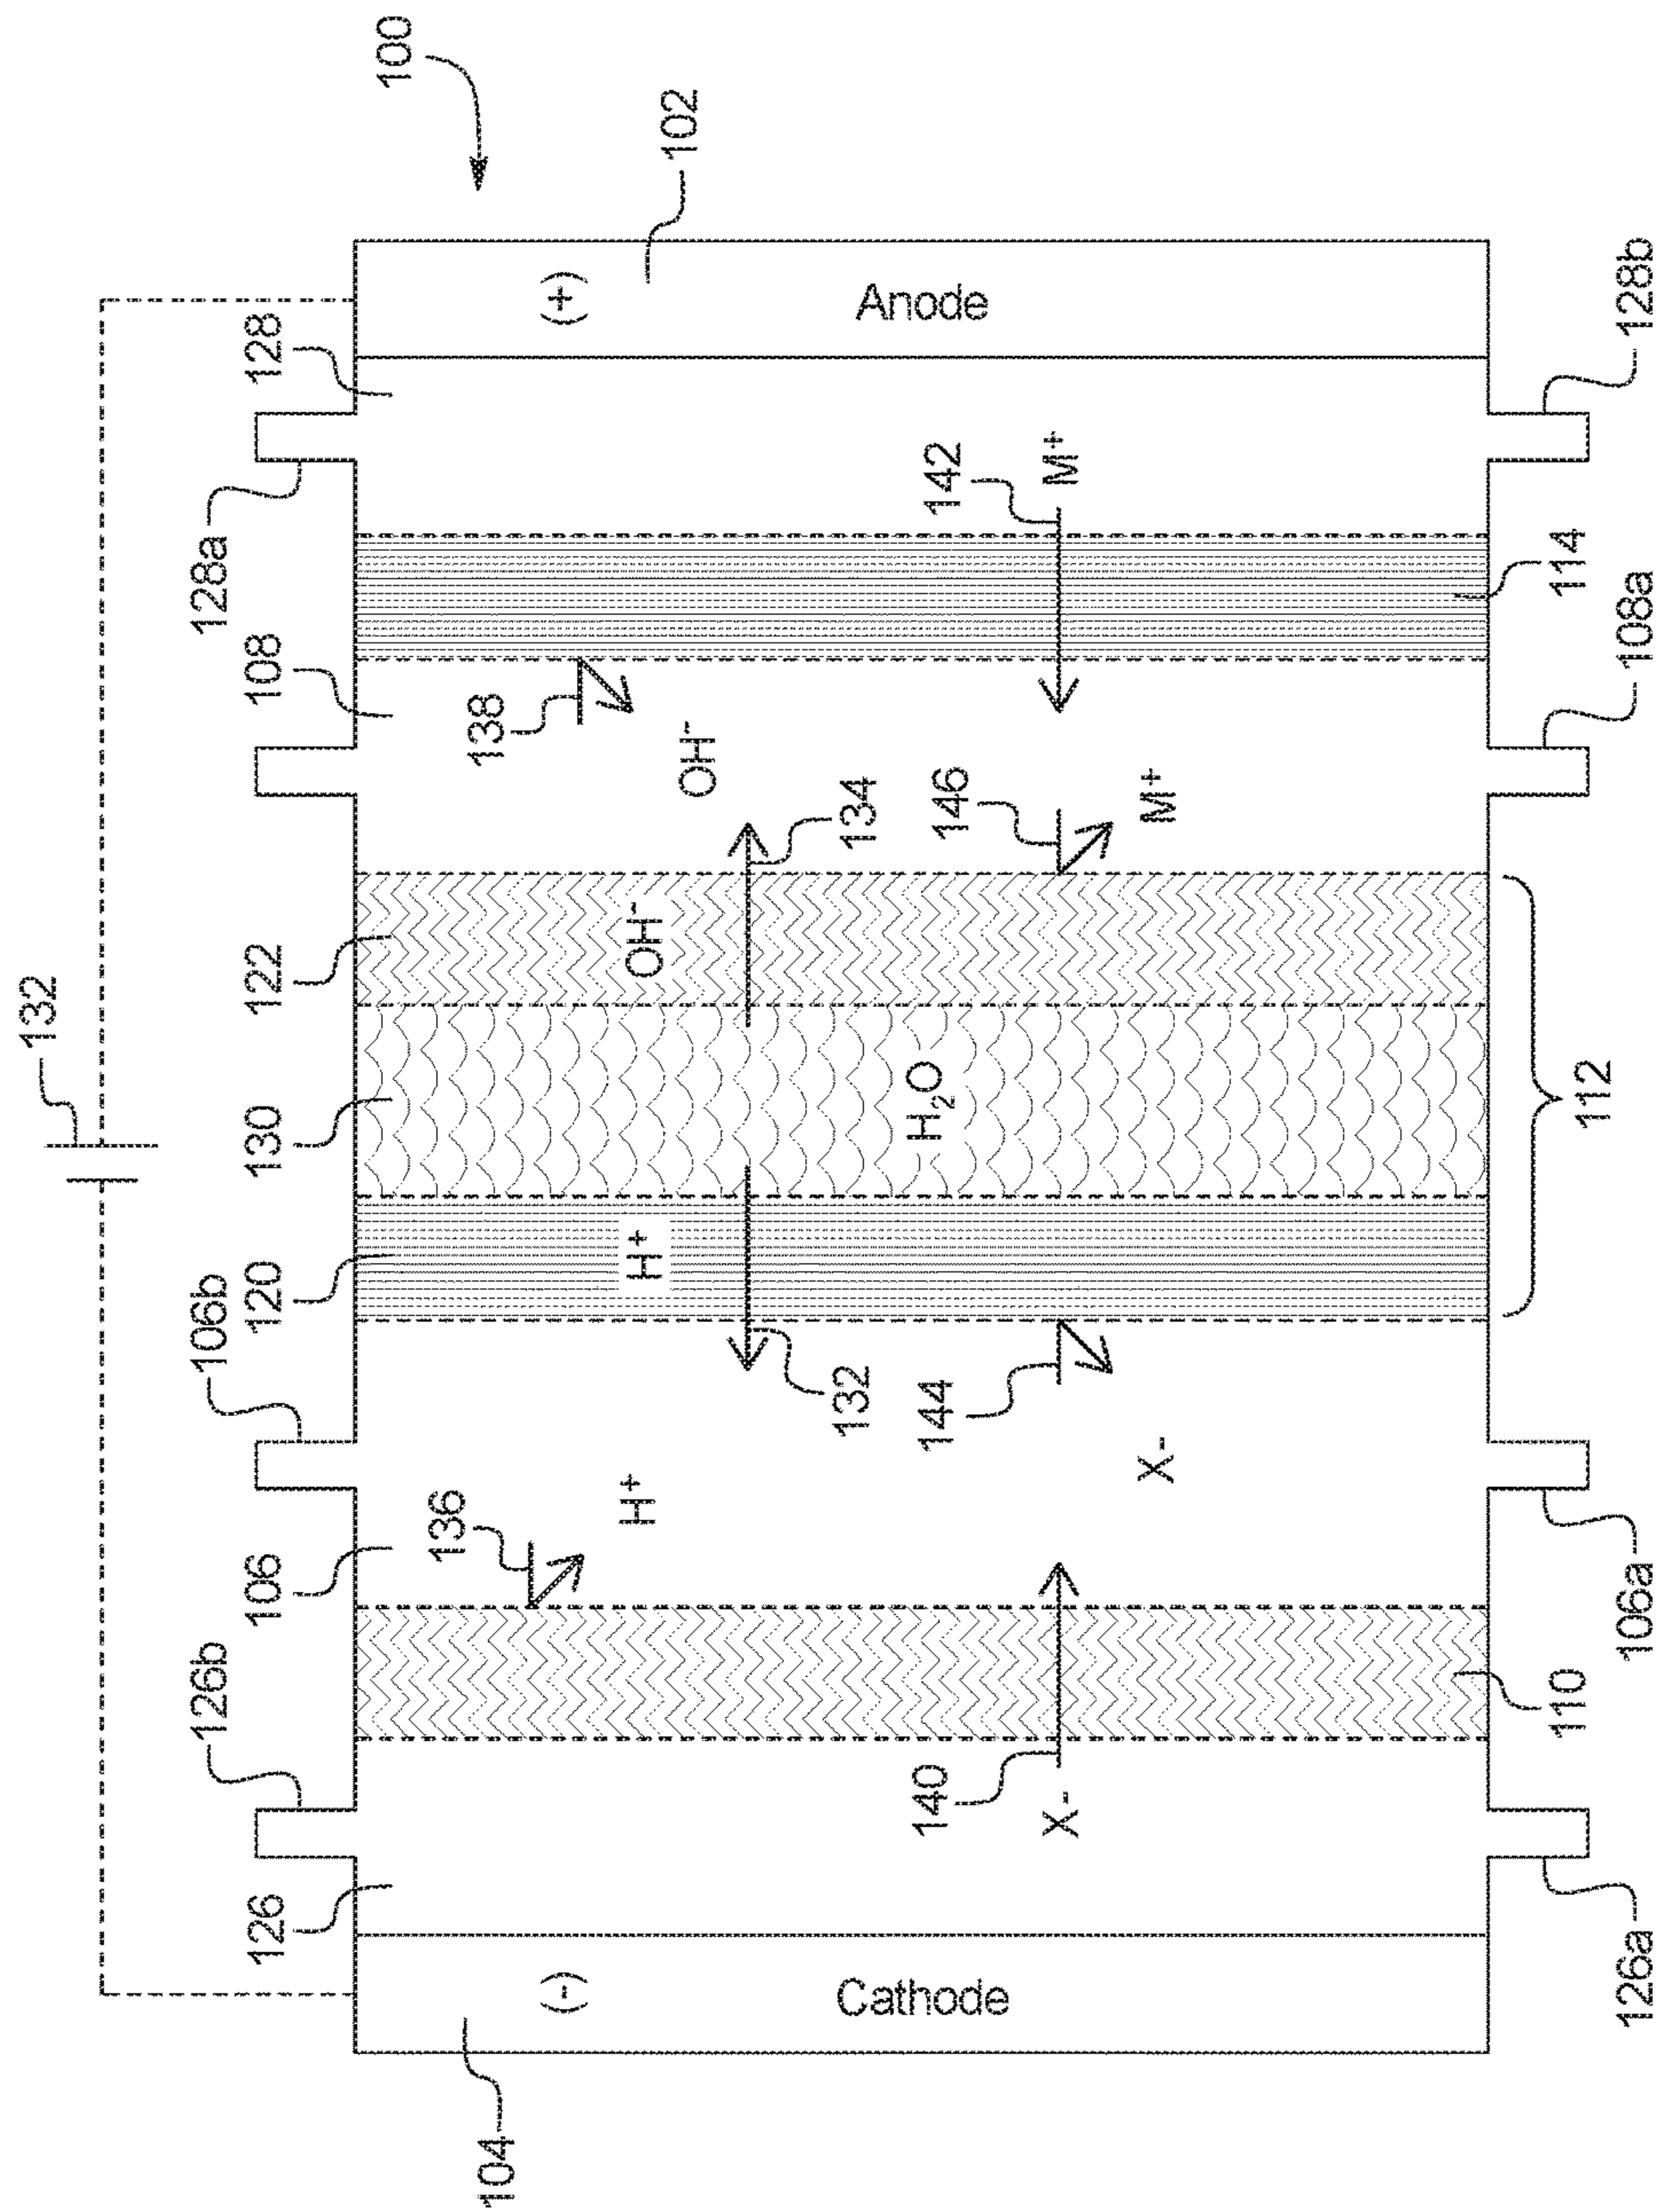 132
100
126b
106b
128a
126
106
120
130
122
108
128
136
138
104
102
(-)
(+)
H⁺
H⁺
OH⁻
OH⁻
132
134
Cathode
H₂O
Anode
140
144
146
142
X-
M+
X-
M+
110
112
114
126a
106a
108a
128b